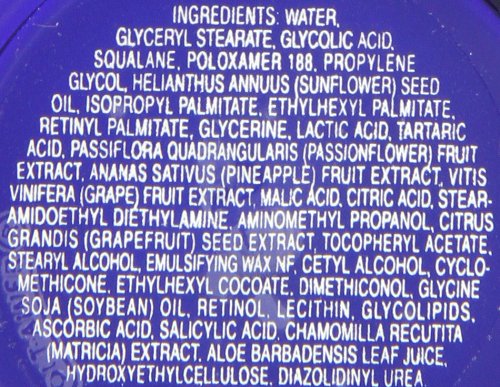 INGREDIENTS: WATER,
GLYCERYL STEARATE, GLYCOLIC ACID,
SQUALANE, POLOXAMER 188, PROPYLENE
GLYCOL, HELIANTHUS ANNUUS (SUNFLOWER) SEED
OIL, ISOPROPYL PALMITATE, ETHYLHEXYL PALMITATE,
RETINYL PALMITATE, GLYCERINE, LACTIC ACID, TARTARIC
ACID, PASSIFLORA QUADRANGULARIS (PASSIONFLOWER) FRUIT
EXTRACT, ANANAS SATIVUS (PINEAPPLE) FRUIT EXTRACT, VITIS
VINIFERA (GRAPE) FRUIT EXTRACT, MALIC ACID, CITRIC ACID, STEAR-
AMIDOETHYL DIETHYLAMINE, AMINOMETHYL PROPANOL, CITRUS
GRANDIS (GRAPEFRUIT) SEED EXTRACT, TOCOPHERYL ACETATE,
STEARYL ALCOHOL, EMULSIFYING WAX NF, CETYL ALCOHOL, CYCLO-
METHICONE, ETHYLHEXYL COCOATE, DIMETHICONOL, GLYCINE
SOJA (SOYBEAN) OIL, RETINOL, LECITHIN, GLYCOLIPIDS,
ASCORBIC ACID, SALICYLIC ACID, CHAMOMILLA RECUTITA
(MATRICIA) EXTRACT, ALOE BARBADENSIS LEAF JUICE,
HYDROXYETHYLCELLULOSE, DIAZOLIDINYL UREA